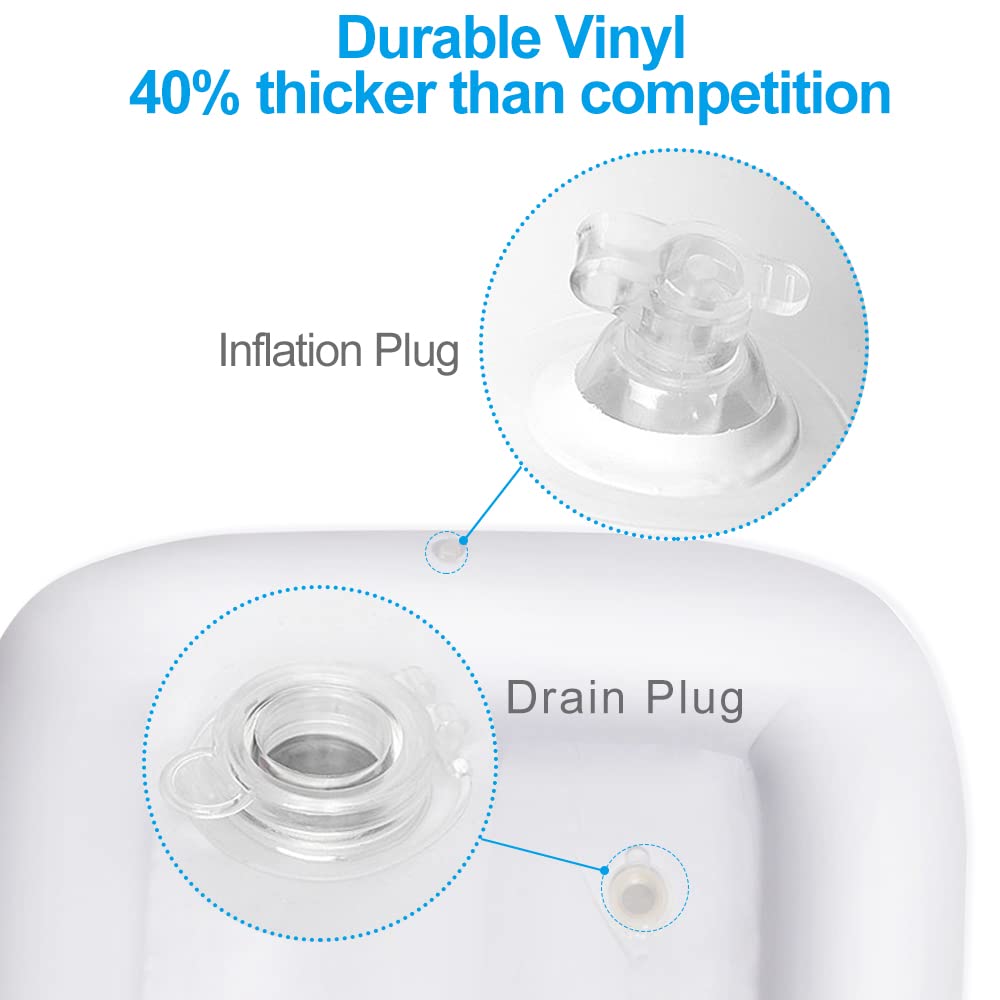 Durable Vinyl
40% thicker than competition
Inflation Plug
Drain Plug